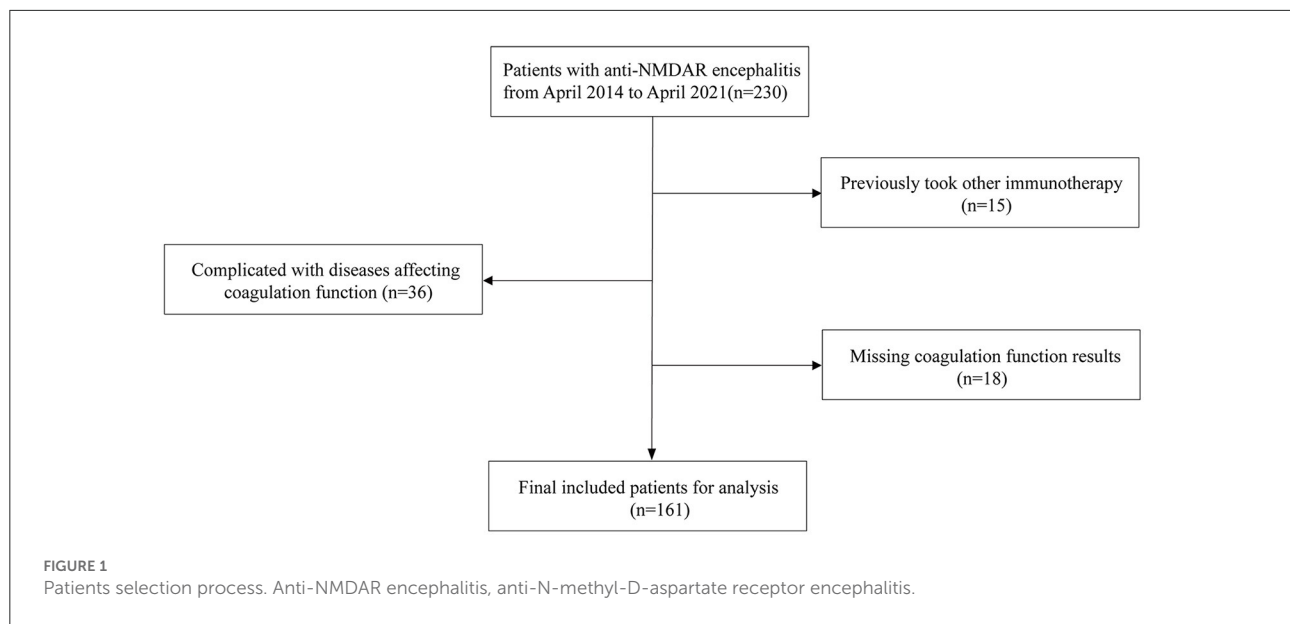 Patients with anti-NMDAR encephalitis
from April 2014 to April 2021(n=230)
Previously took other immunotherapy
(n=15)
Complicated with diseases affecting
coagulation function (n=36)
Missing coagulation function results
(n=18)
Final included patients for analysis
(n=161)
FIGURE 1
Patients selection process. Anti-NMDAR encephalitis, anti-N-methyl-D-aspartate receptor encephalitis.